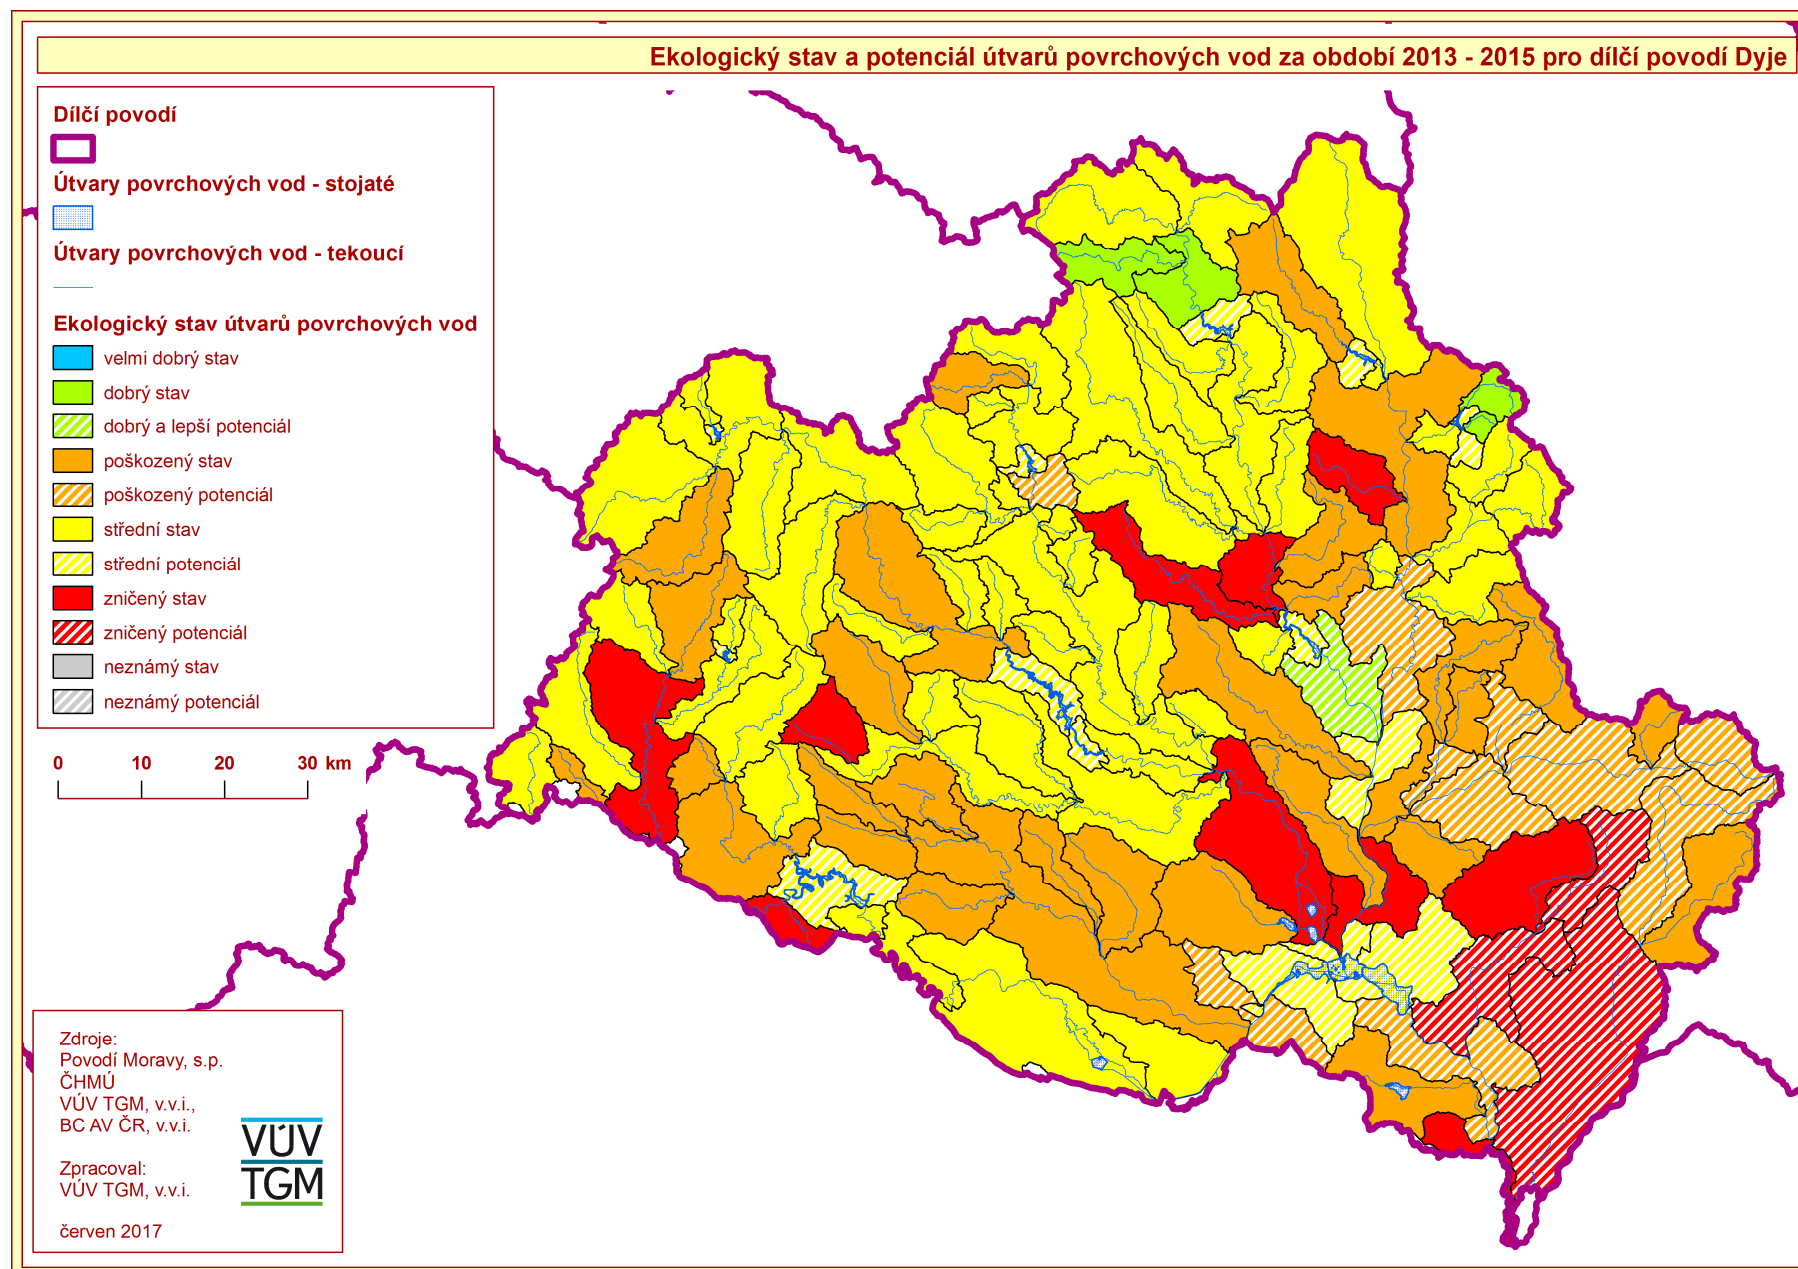 Ekologický stav a potenciál útvarů povrchových vod za období 2013 - 2015 pro dílčí povodí Dyje
Dílčí povodí
Útvary povrchových vod - stojaté
Útvary povrchových vod - tekoucí
Ekologický stav útvarů povrchových vod
velmi dobrý stav
dobrý stav
dobrý a lepší potenciál
poškozený stav
poškozený potenciál
střední stav
střední potenciál
zničený stav
zničený potenciál
neznámý stav
neznámý potenciál
0 10 20 30 km
Zdroje:
Povodí Moravy, s.p.
ČHMÚ
VÚV TGM, v.v.i.,
BC AV ČR, v.v.i.
Zpracoval:
VÚV TGM, v.v.i.
červen 2017
VÚV
TGM